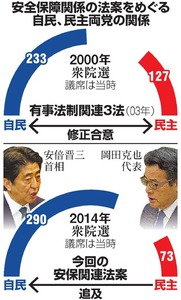 安全保障関係の法案をめぐる
自民、民主両党の関係
233
2000年
衆院選
議席は当時
127
有事法制関連3法(03年)
自民
民主
修正合意
安倍晋三
首相
岡田克也
代表
290
2014年
衆院選
議席は当時
73
今回の
安保関連法案
自民
民主
追及